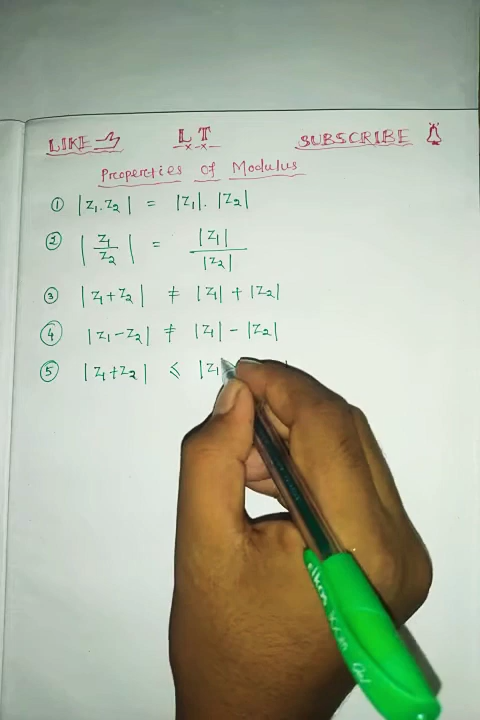 LIKE LT SUBSCRIBE
Properties of Modulus
① |z₁.z₂| = |z₁|.|z₂|
② |z₁/z₂| = |z₁|/|z₂|
③ |z₁+z₂| ≠ |z₁|+|z₂|
④ |z₁-z₂| ≠ |z₁|-|z₂|
⑤ |z₁+z₂| ⩽ |z₁